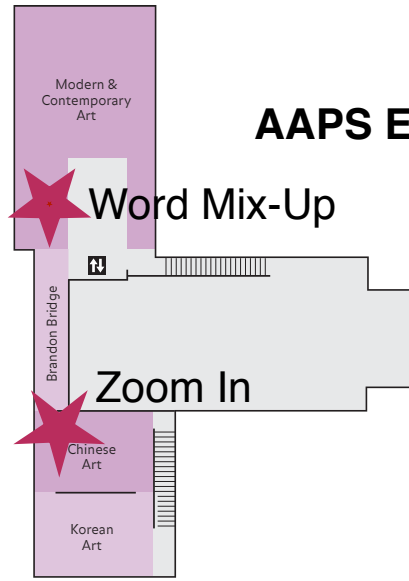 Modern &
Contemporary
Art
AAPS E
Word Mix-Up
Brandon Bridge
Zoom In
Chinese
Art
Korean
Art